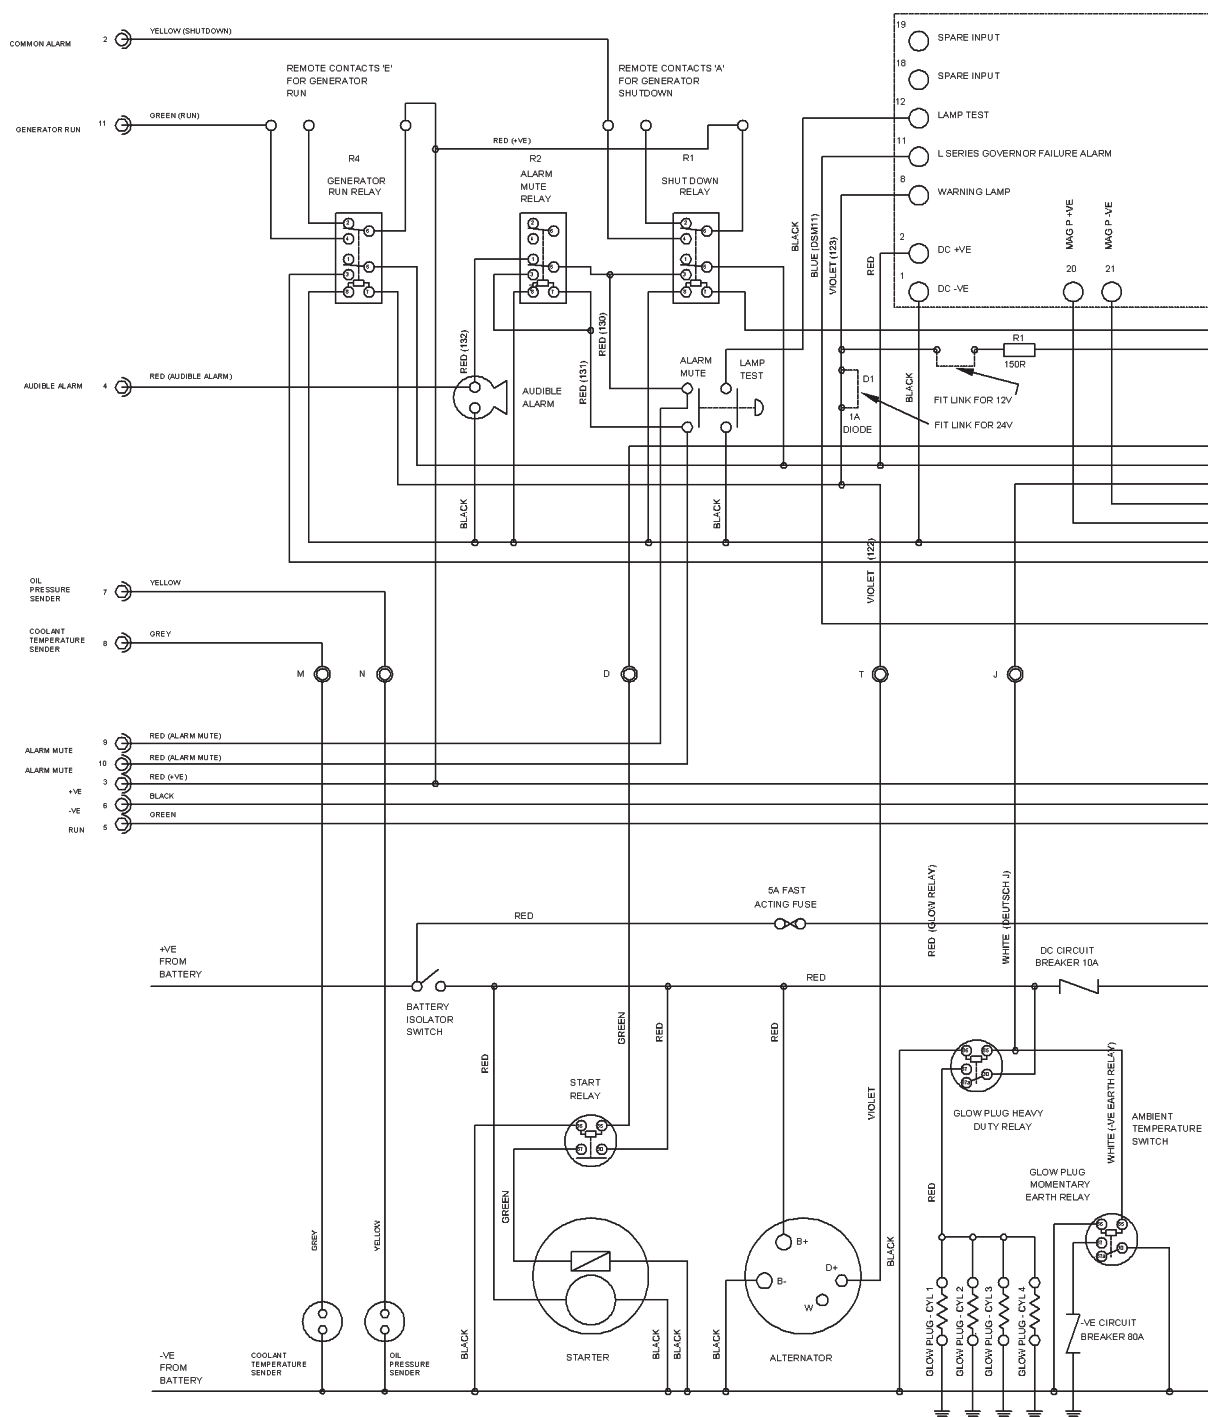 COMMON ALARM
2
YELLOW (SHUTDOWN)
REMOTE CONTACTS 'E'
FOR GENERATOR
RUN
REMOTE CONTACTS 'A'
FOR GENERATOR
SHUTDOWN
19
SPARE INPUT
18
SPARE INPUT
12
LAMP TEST
11
L SERIES GOVERNOR FAILURE ALARM
8
WARNING LAMP
2
DC +VE
1
DC -VE
MAG P +VE
20
MAG P -VE
21
GENERATOR RUN
11
GREEN (RUN)
RED (+VE)
R4
GENERATOR
RUN RELAY
R2
ALARM
MUTE
RELAY
R1
SHUT DOWN
RELAY
BLACK
BLUE (DSM11)
VIOLET (123)
RED
BLACK
R1
150R
D1
1A
DIODE
FIT LINK FOR 12V
FIT LINK FOR 24V
RED (132)
RED (131)
RED (130)
ALARM
MUTE
LAMP
TEST
AUDIBLE ALARM
4
RED (AUDIBLE ALARM)
AUDIBLE
ALARM
BLACK
BLACK
VIOLET (122)
OIL
PRESSURE
SENDER
7
YELLOW
COOLANT
TEMPERATURE
SENDER
8
GREY
M
N
D
T
J
ALARM MUTE
9
RED (ALARM MUTE)
ALARM MUTE
10
RED (ALARM MUTE)
+VE
3
RED (+VE)
-VE
6
BLACK
RUN
5
GREEN
RED
5A FAST
ACTING FUSE
RED (GLOW RELAY)
WHITE (DEUTSCH J)
DC CIRCUIT
BREAKER 10A
+VE
FROM
BATTERY
BATTERY
ISOLATOR
SWITCH
RED
RED
GREEN
RED
RED
VIOLET
START
RELAY
GREEN
GLOW PLUG HEAVY
DUTY RELAY
WHITE (-VE EARTH RELAY)
AMBIENT
TEMPERATURE
SWITCH
GLOW PLUG
MOMENTARY
EARTH RELAY
RED
BLACK
GREY
YELLOW
B+
B-
D+
W
GLOW PLUG - CYL 1
GLOW PLUG - CYL 2
GLOW PLUG - CYL 3
GLOW PLUG - CYL 4
-VE CIRCUIT
BREAKER 80A
BLACK
BLACK
BLACK
BLACK
STARTER
ALTERNATOR
-VE
FROM
BATTERY
COOLANT
TEMPERATURE
SENDER
OIL
PRESSURE
SENDER